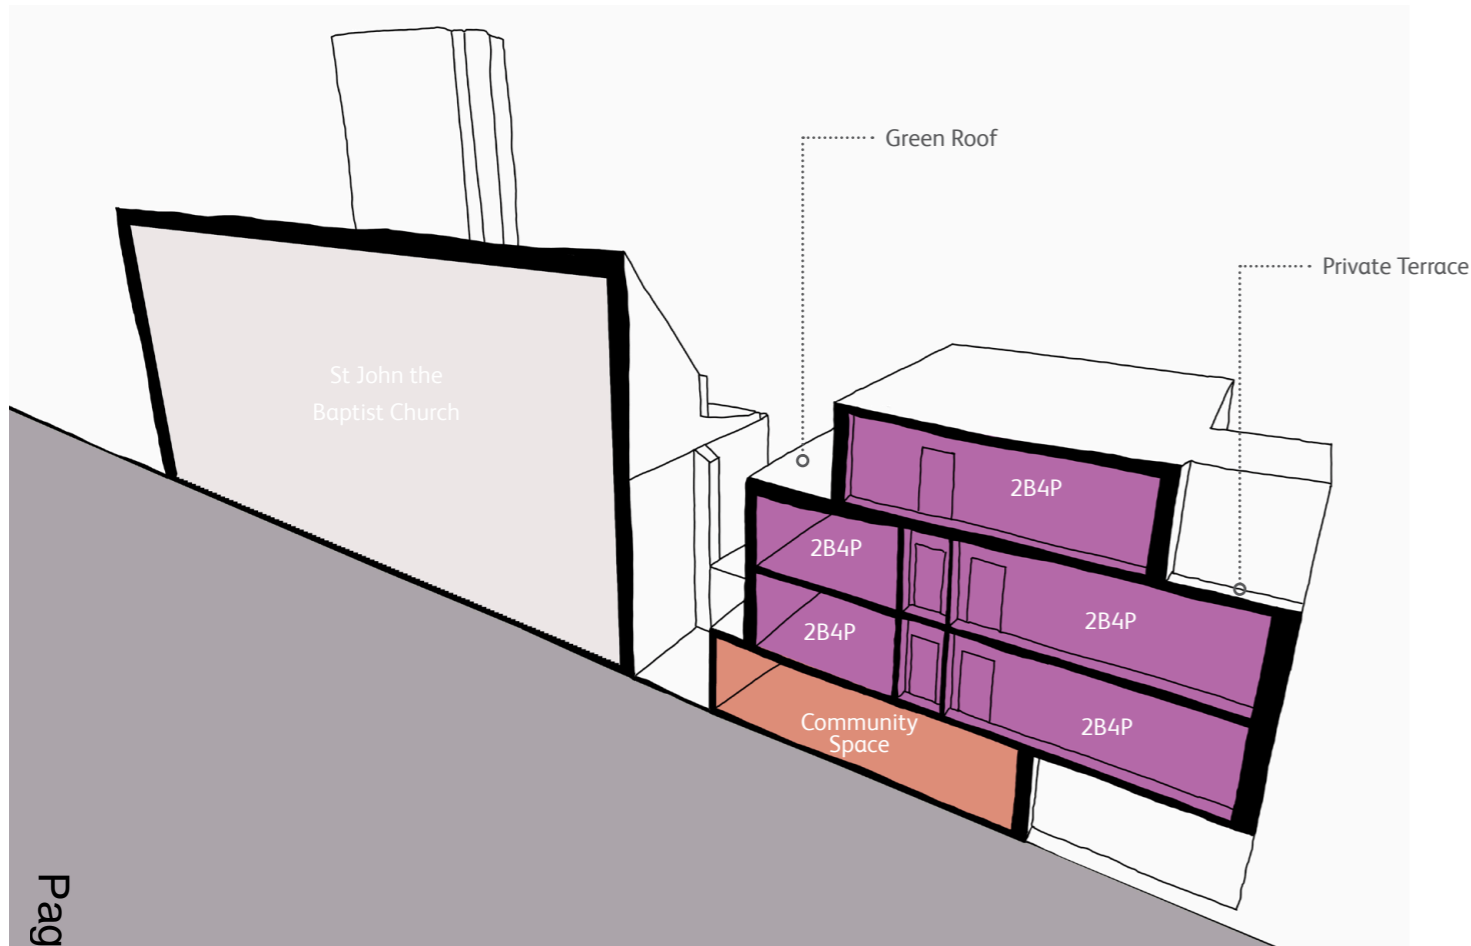 Green Roof
Private Terrace
St John the
Baptist Church
2B4P
2B4P
2B4P
2B4P
2B4P
Community
Space
Pag